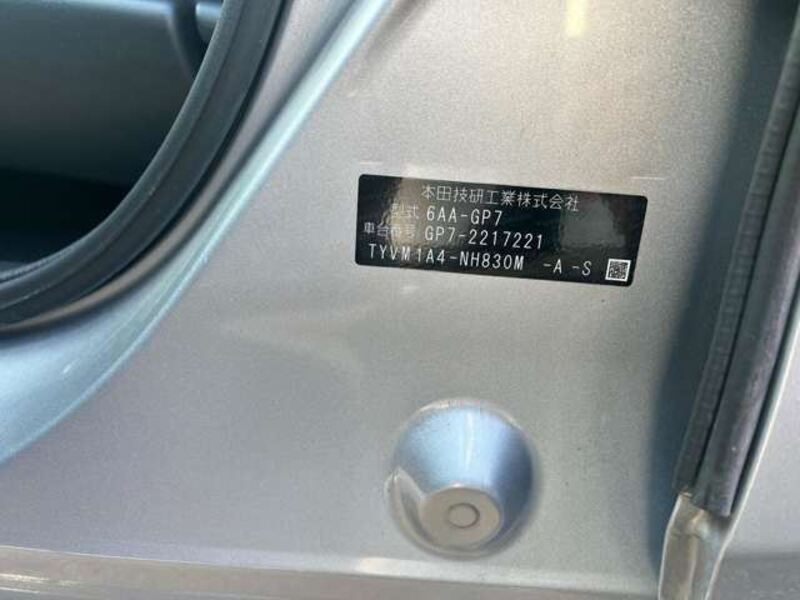 本田技研工業株式会社
型式 6AA-GP7
車台番号 GP7-2217221
TYVM1A4-NH830M -A -S